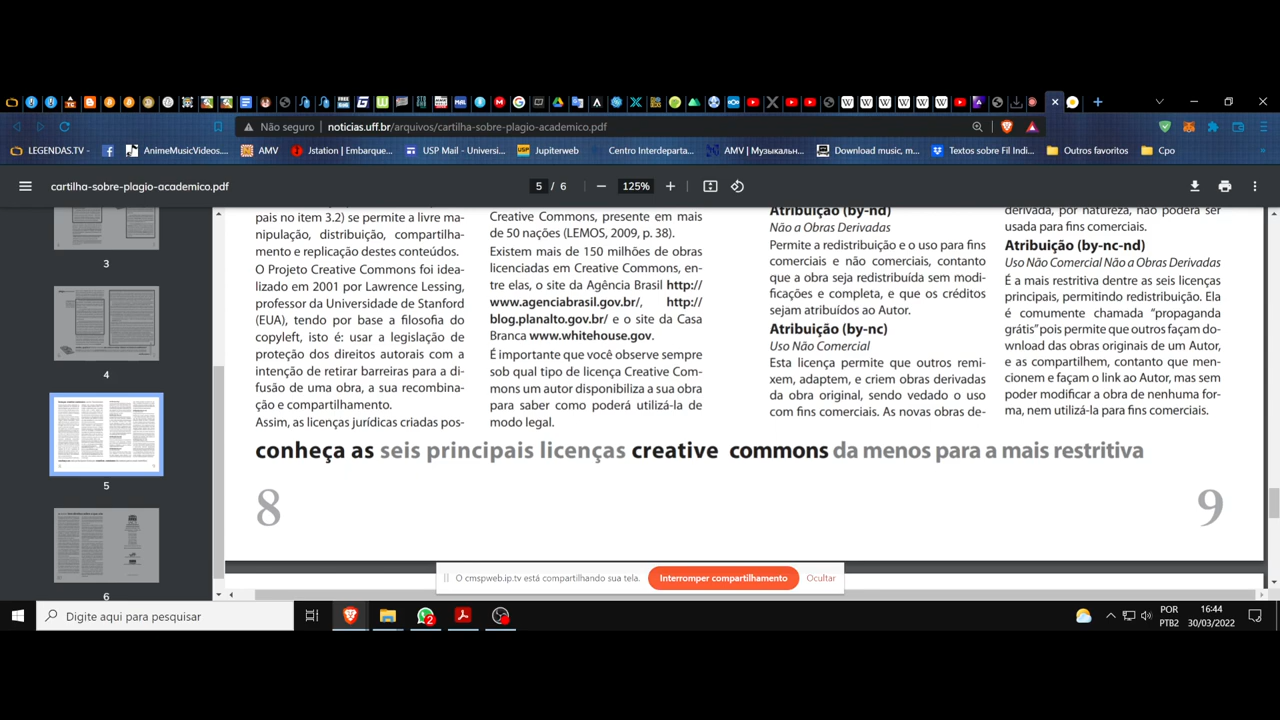 Não seguro noticias.uff.br/arquivos/cartilha-sobre-plagio-academico.pdf
LEGENDAS.TV - AnimeMusicVideos... AMV Jstation | Embarque... USP Mail - Universi... Jupiterweb Centro Interdeparta... AMV | Музыкальн... Download music, m... Textos sobre Fil Indi... Outros favoritos Cpo
cartilha-sobre-plagio-academico.pdf 5 / 6 125%
3
4
5
6
pais no item 3.2) se permite a livre ma-
nipulação, distribuição, compartilha-
mento e replicação destes conteúdos.
O Projeto Creative Commons foi idea-
lizado em 2001 por Lawrence Lessing,
professor da Universidade de Stanford
(EUA), tendo por base a filosofia do
copyleft, isto é: usar a legislação de
proteção dos direitos autorais com a
intenção de retirar barreiras para a di-
fusão de uma obra, a sua recombina-
ção e compartilhamento.
Assim, as licenças jurídicas criadas pos-
Creative Commons, presente em mais
de 50 nações (LEMOS, 2009, p. 38).
Existem mais de 150 milhões de obras
licenciadas em Creative Commons, en-
tre elas, o site da Agência Brasil http://
www.agenciabrasil.gov.br/, http://
blog.planalto.gov.br/ e o site da Casa
Branca www.whitehouse.gov.
É importante que você observe sempre
sob qual tipo de licença Creative Com-
mons um autor disponibiliza a sua obra
para saber como poderá utilizá-la de
modo legal.
Atribuição (by-nd)
Não a Obras Derivadas
Permite a redistribuição e o uso para fins
comerciais e não comerciais, contanto
que a obra seja redistribuída sem modi-
ficações e completa, e que os créditos
sejam atribuídos ao Autor.
Atribuição (by-nc)
Uso Não Comercial
Esta licença permite que outros remi-
xem, adaptem, e criem obras derivadas
da obra original, sendo vedado o uso
com fins comerciais. As novas obras de-
derivada, por natureza, não poderá ser
usada para fins comerciais.
Atribuição (by-nc-nd)
Uso Não Comercial Não a Obras Derivadas
É a mais restritiva dentre as seis licenças
principais, permitindo redistribuição. Ela
é comumente chamada “propaganda
grátis” pois permite que outros façam do-
wnload das obras originais de um Autor,
e as compartilhem, contanto que men-
cionem e façam o link ao Autor, mas sem
poder modificar a obra de nenhuma for-
ma, nem utilizá-la para fins comerciais.
conheça as seis principais licenças creative commons da menos para a mais restritiva
8
9
O cmspweb.ip.tv está compartilhando sua tela. Interromper compartilhamento Ocultar
Digite aqui para pesquisar
POR
PTB2
16:44
30/03/2022